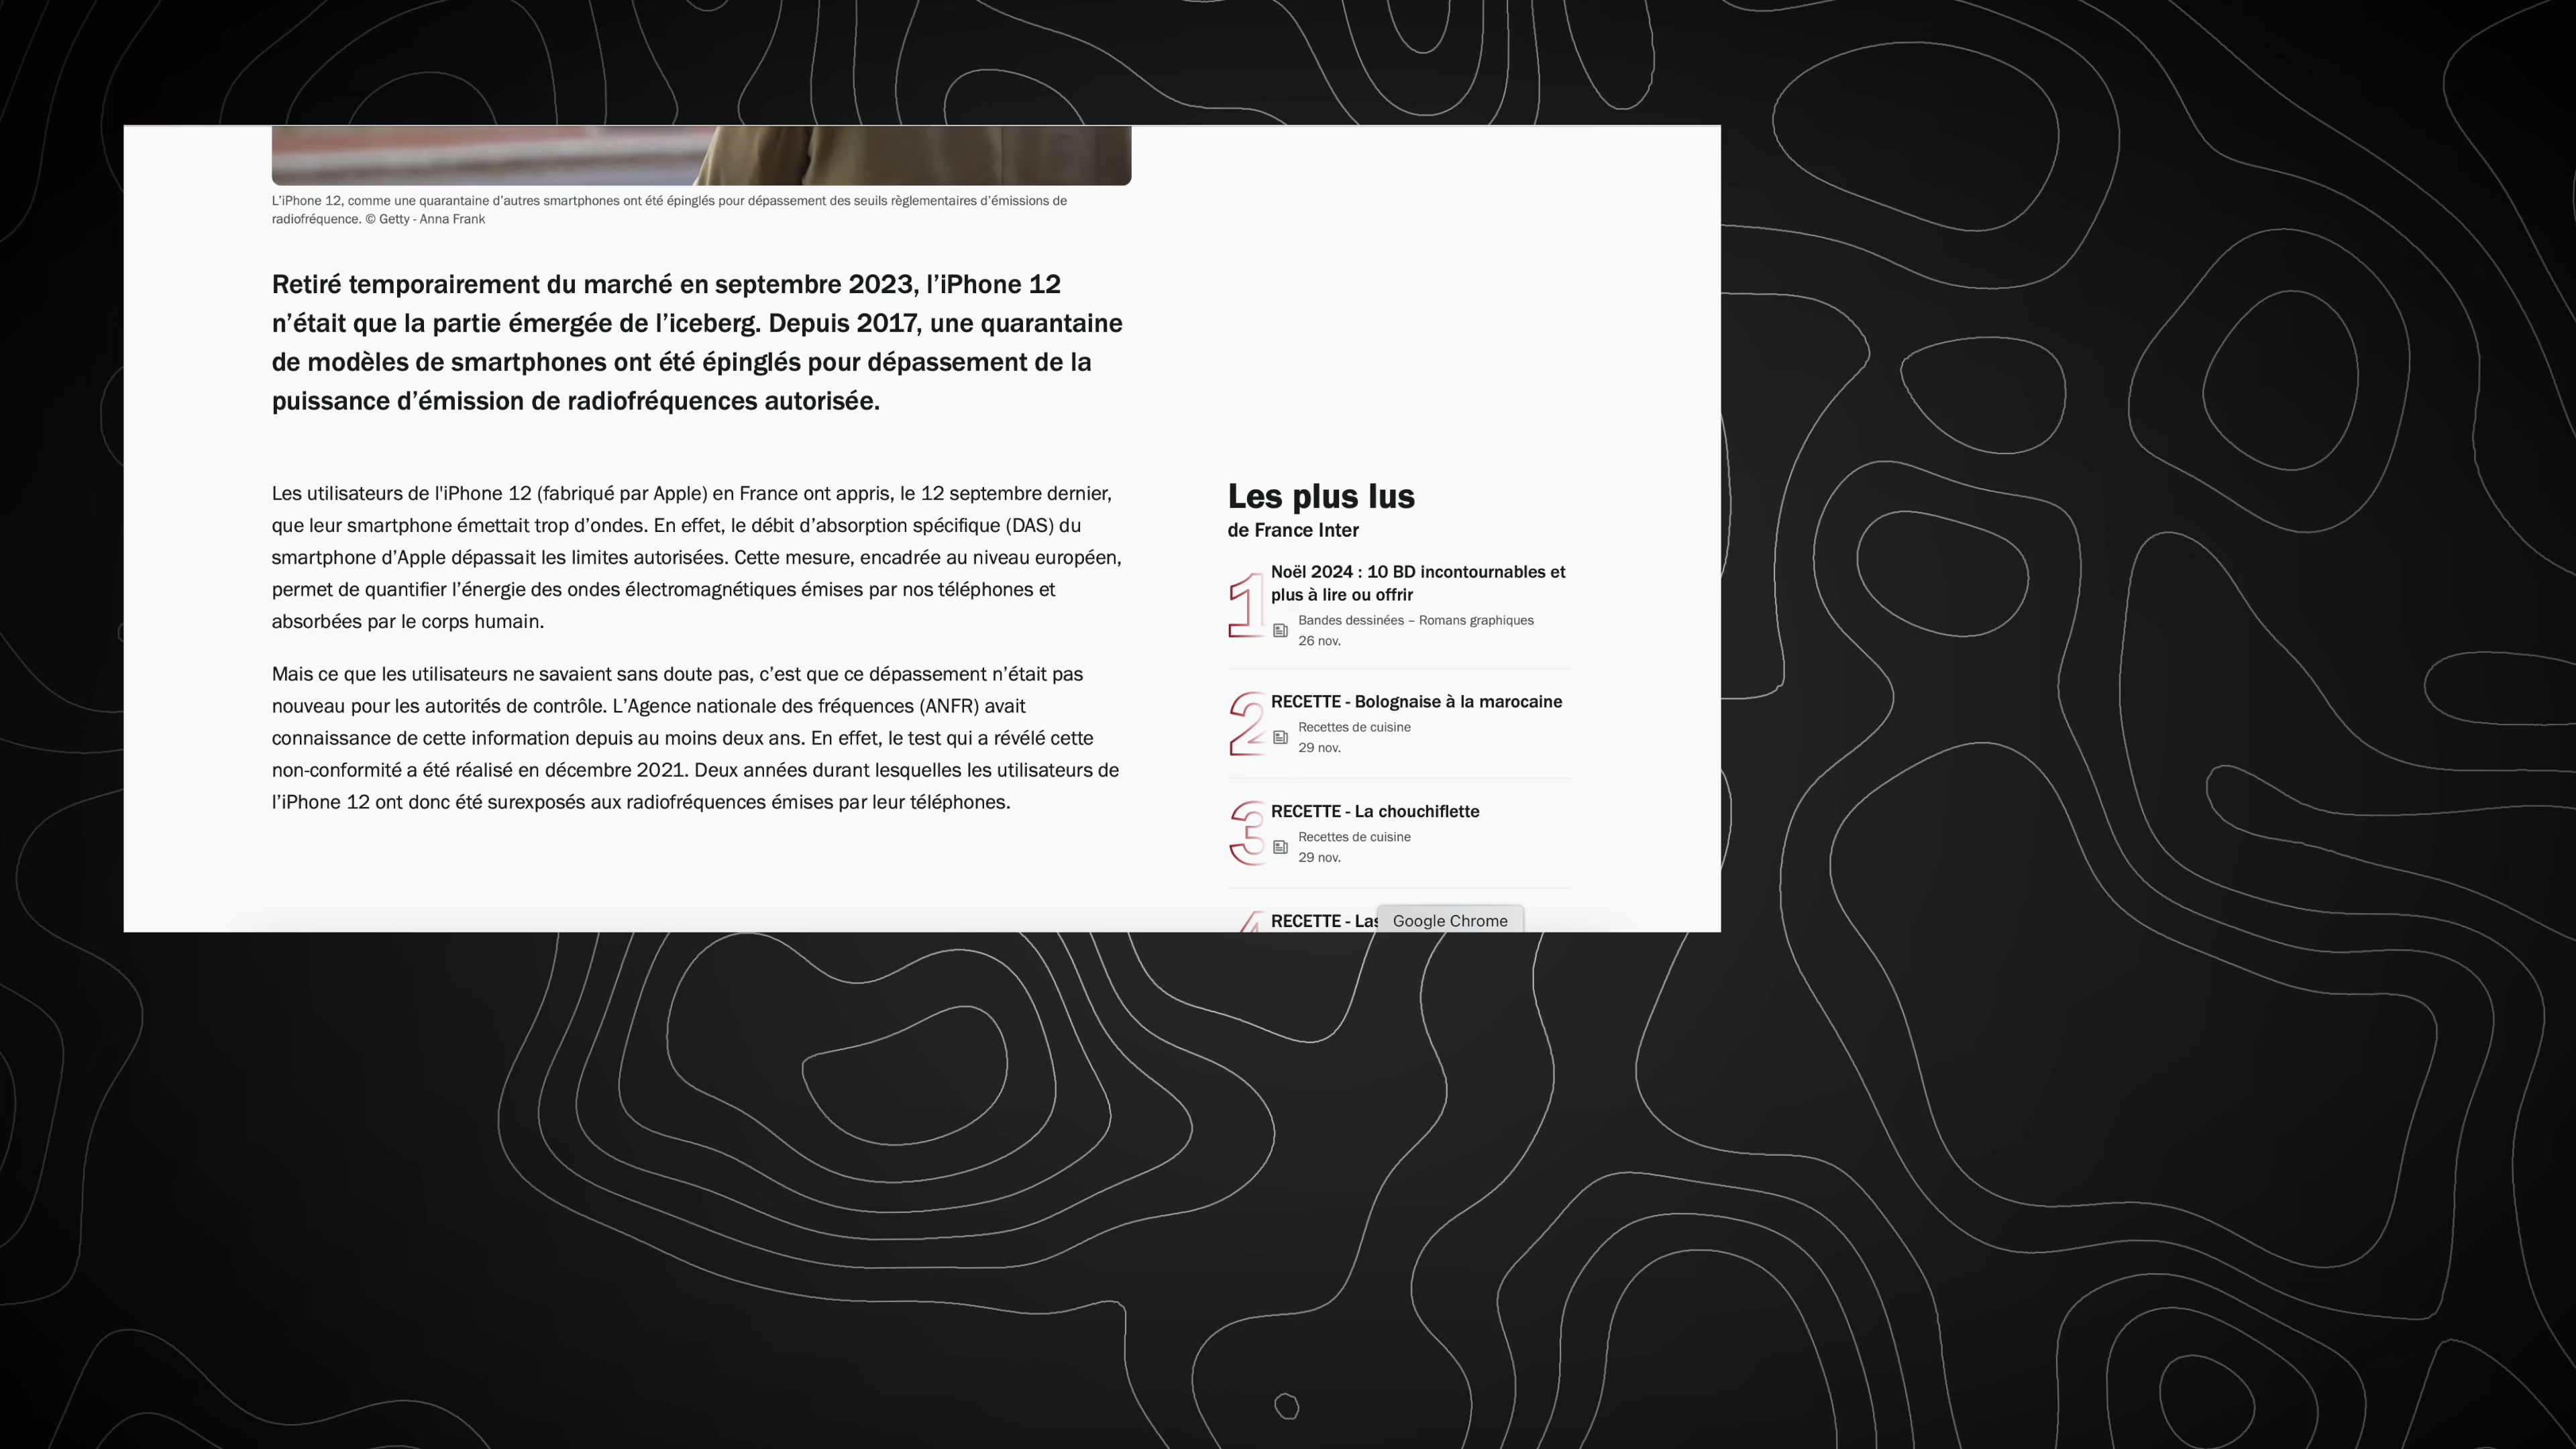 L’iPhone 12, comme une quarantaine d’autres smartphones ont été épinglés pour dépassement des seuils règlementaires d’émissions de
radiofréquence. © Getty - Anna Frank
Retiré temporairement du marché en septembre 2023, l’iPhone 12
n’était que la partie émergée de l’iceberg. Depuis 2017, une quarantaine
de modèles de smartphones ont été épinglés pour dépassement de la
puissance d’émission de radiofréquences autorisée.
Les utilisateurs de l'iPhone 12 (fabriqué par Apple) en France ont appris, le 12 septembre dernier,
que leur smartphone émettait trop d’ondes. En effet, le débit d’absorption spécifique (DAS) du
smartphone d’Apple dépassait les limites autorisées. Cette mesure, encadrée au niveau européen,
permet de quantifier l’énergie des ondes électromagnétiques émises par nos téléphones et
absorbées par le corps humain.
Mais ce que les utilisateurs ne savaient sans doute pas, c’est que ce dépassement n’était pas
nouveau pour les autorités de contrôle. L’Agence nationale des fréquences (ANFR) avait
connaissance de cette information depuis au moins deux ans. En effet, le test qui a révélé cette
non-conformité a été réalisé en décembre 2021. Deux années durant lesquelles les utilisateurs de
l’iPhone 12 ont donc été surexposés aux radiofréquences émises par leur téléphones.
Les plus lus
de France Inter
1
Noël 2024 : 10 BD incontournables et
plus à lire ou offrir
Bandes dessinées – Romans graphiques
26 nov.
2
RECETTE - Bolognaise à la marocaine
Recettes de cuisine
29 nov.
3
RECETTE - La chouchiflette
Recettes de cuisine
29 nov.
4
RECETTE - Las
Google Chrome